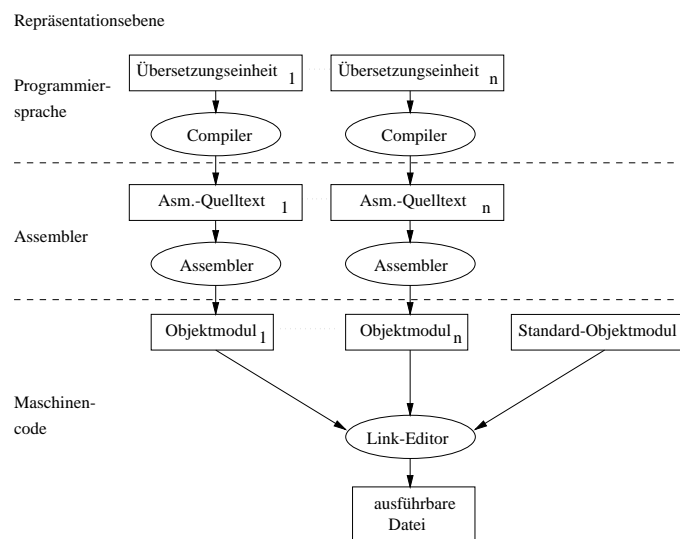 Repräsentationsebene
Übersetzungseinheit 1
Übersetzungseinheit n
Programmier-
sprache
Compiler
Compiler
Asm.-Quelltext 1
Asm.-Quelltext n
Assembler
Assembler
Assembler
Objektmodul 1
Objektmodul n
Standard-Objektmodul
Maschinen-
code
Link-Editor
ausführbare
Datei